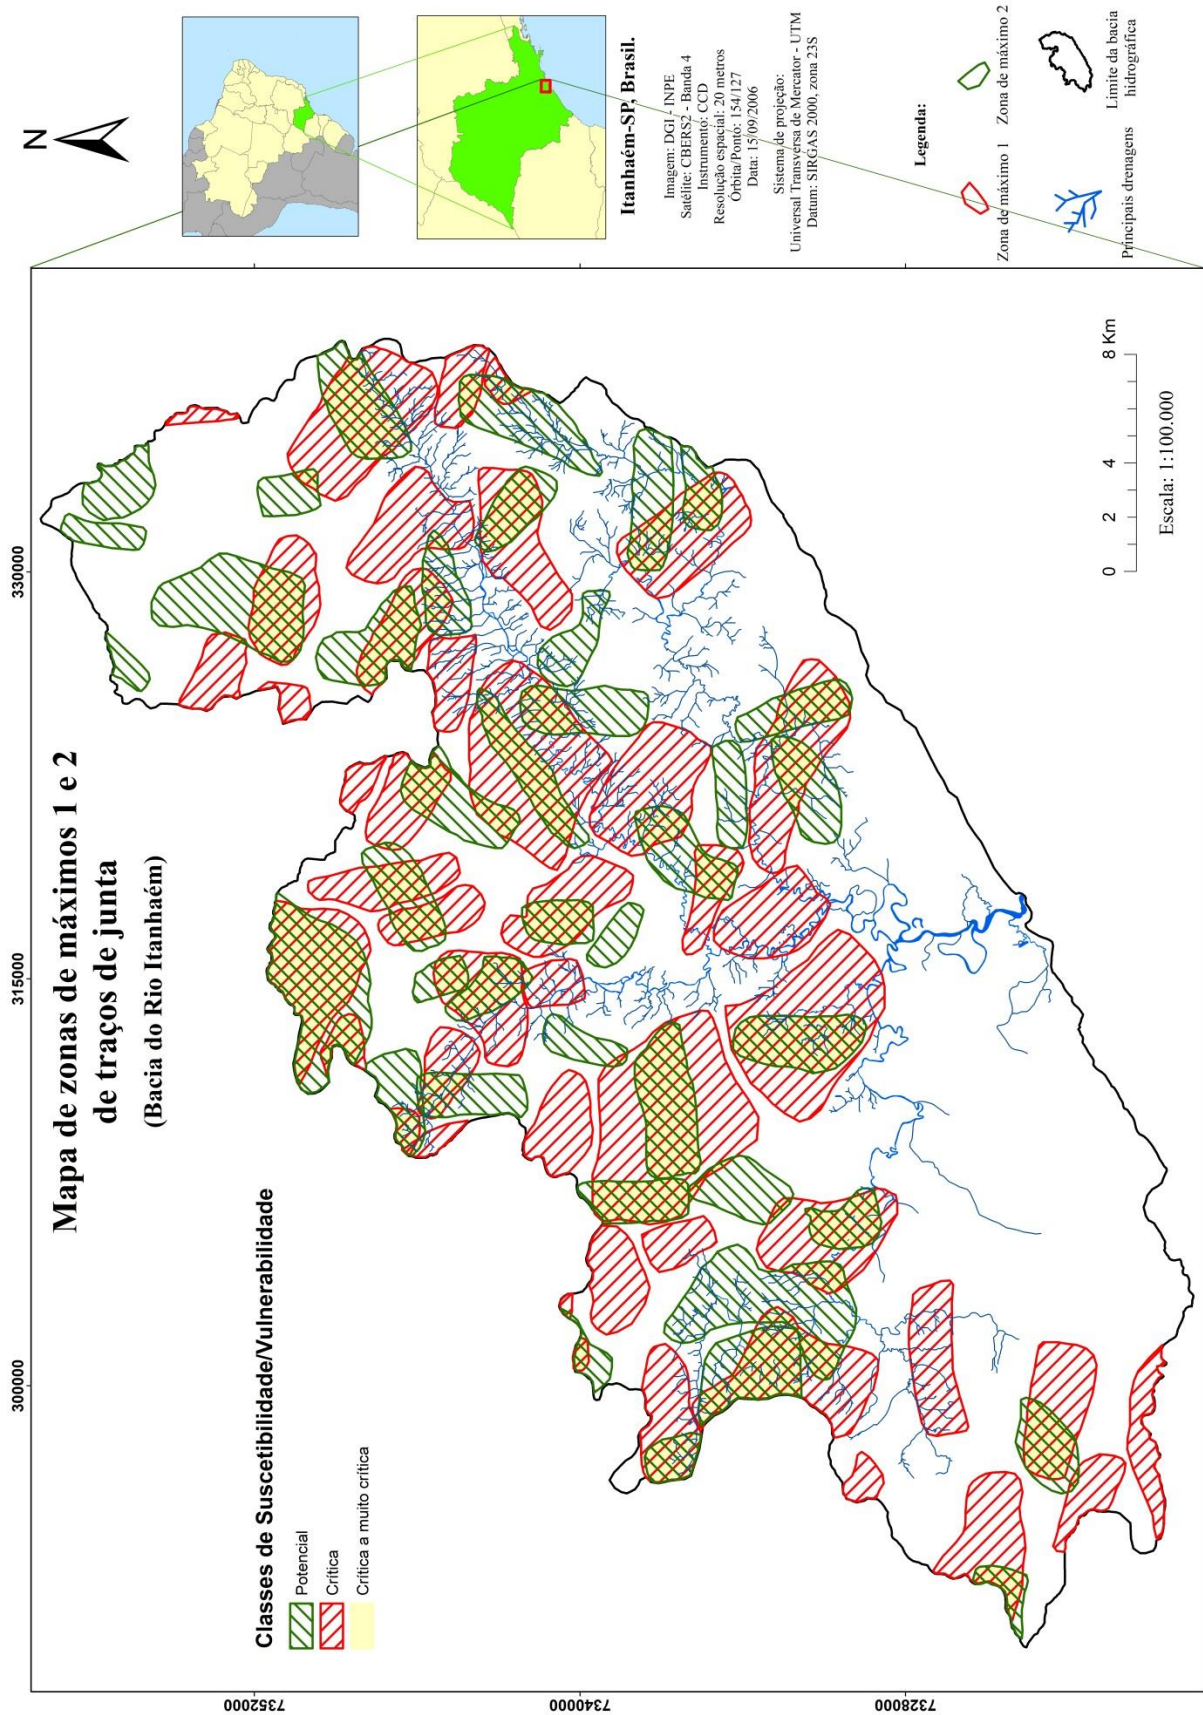 Mapa de zonas de máximos 1 e 2
de traços de junta
(Bacia do Rio Itanhaém)
Classes de Suscetibilidade/Vulnerabilidade
Potencial
Crítica
Crítica a muito crítica
300000
315000
330000
7352000
7340000
7328000
0 2 4 8 Km
Escala: 1:100.000
N
Itanhaém-SP, Brasil.
Imagem: DGI - INPE
Satélite: CBERS2 - Banda 4
Instrumento: CCD
Resolução espacial: 20 metros
Órbita/Ponto: 154/127
Data: 15/09/2006
Sistema de projeção:
Universal Transversa de Mercator - UTM
Datum: SIRGAS 2000, zona 23S
Legenda:
Zona de máximo 1
Zona de máximo 2
Principais drenagens
Limite da bacia
hidrográfica